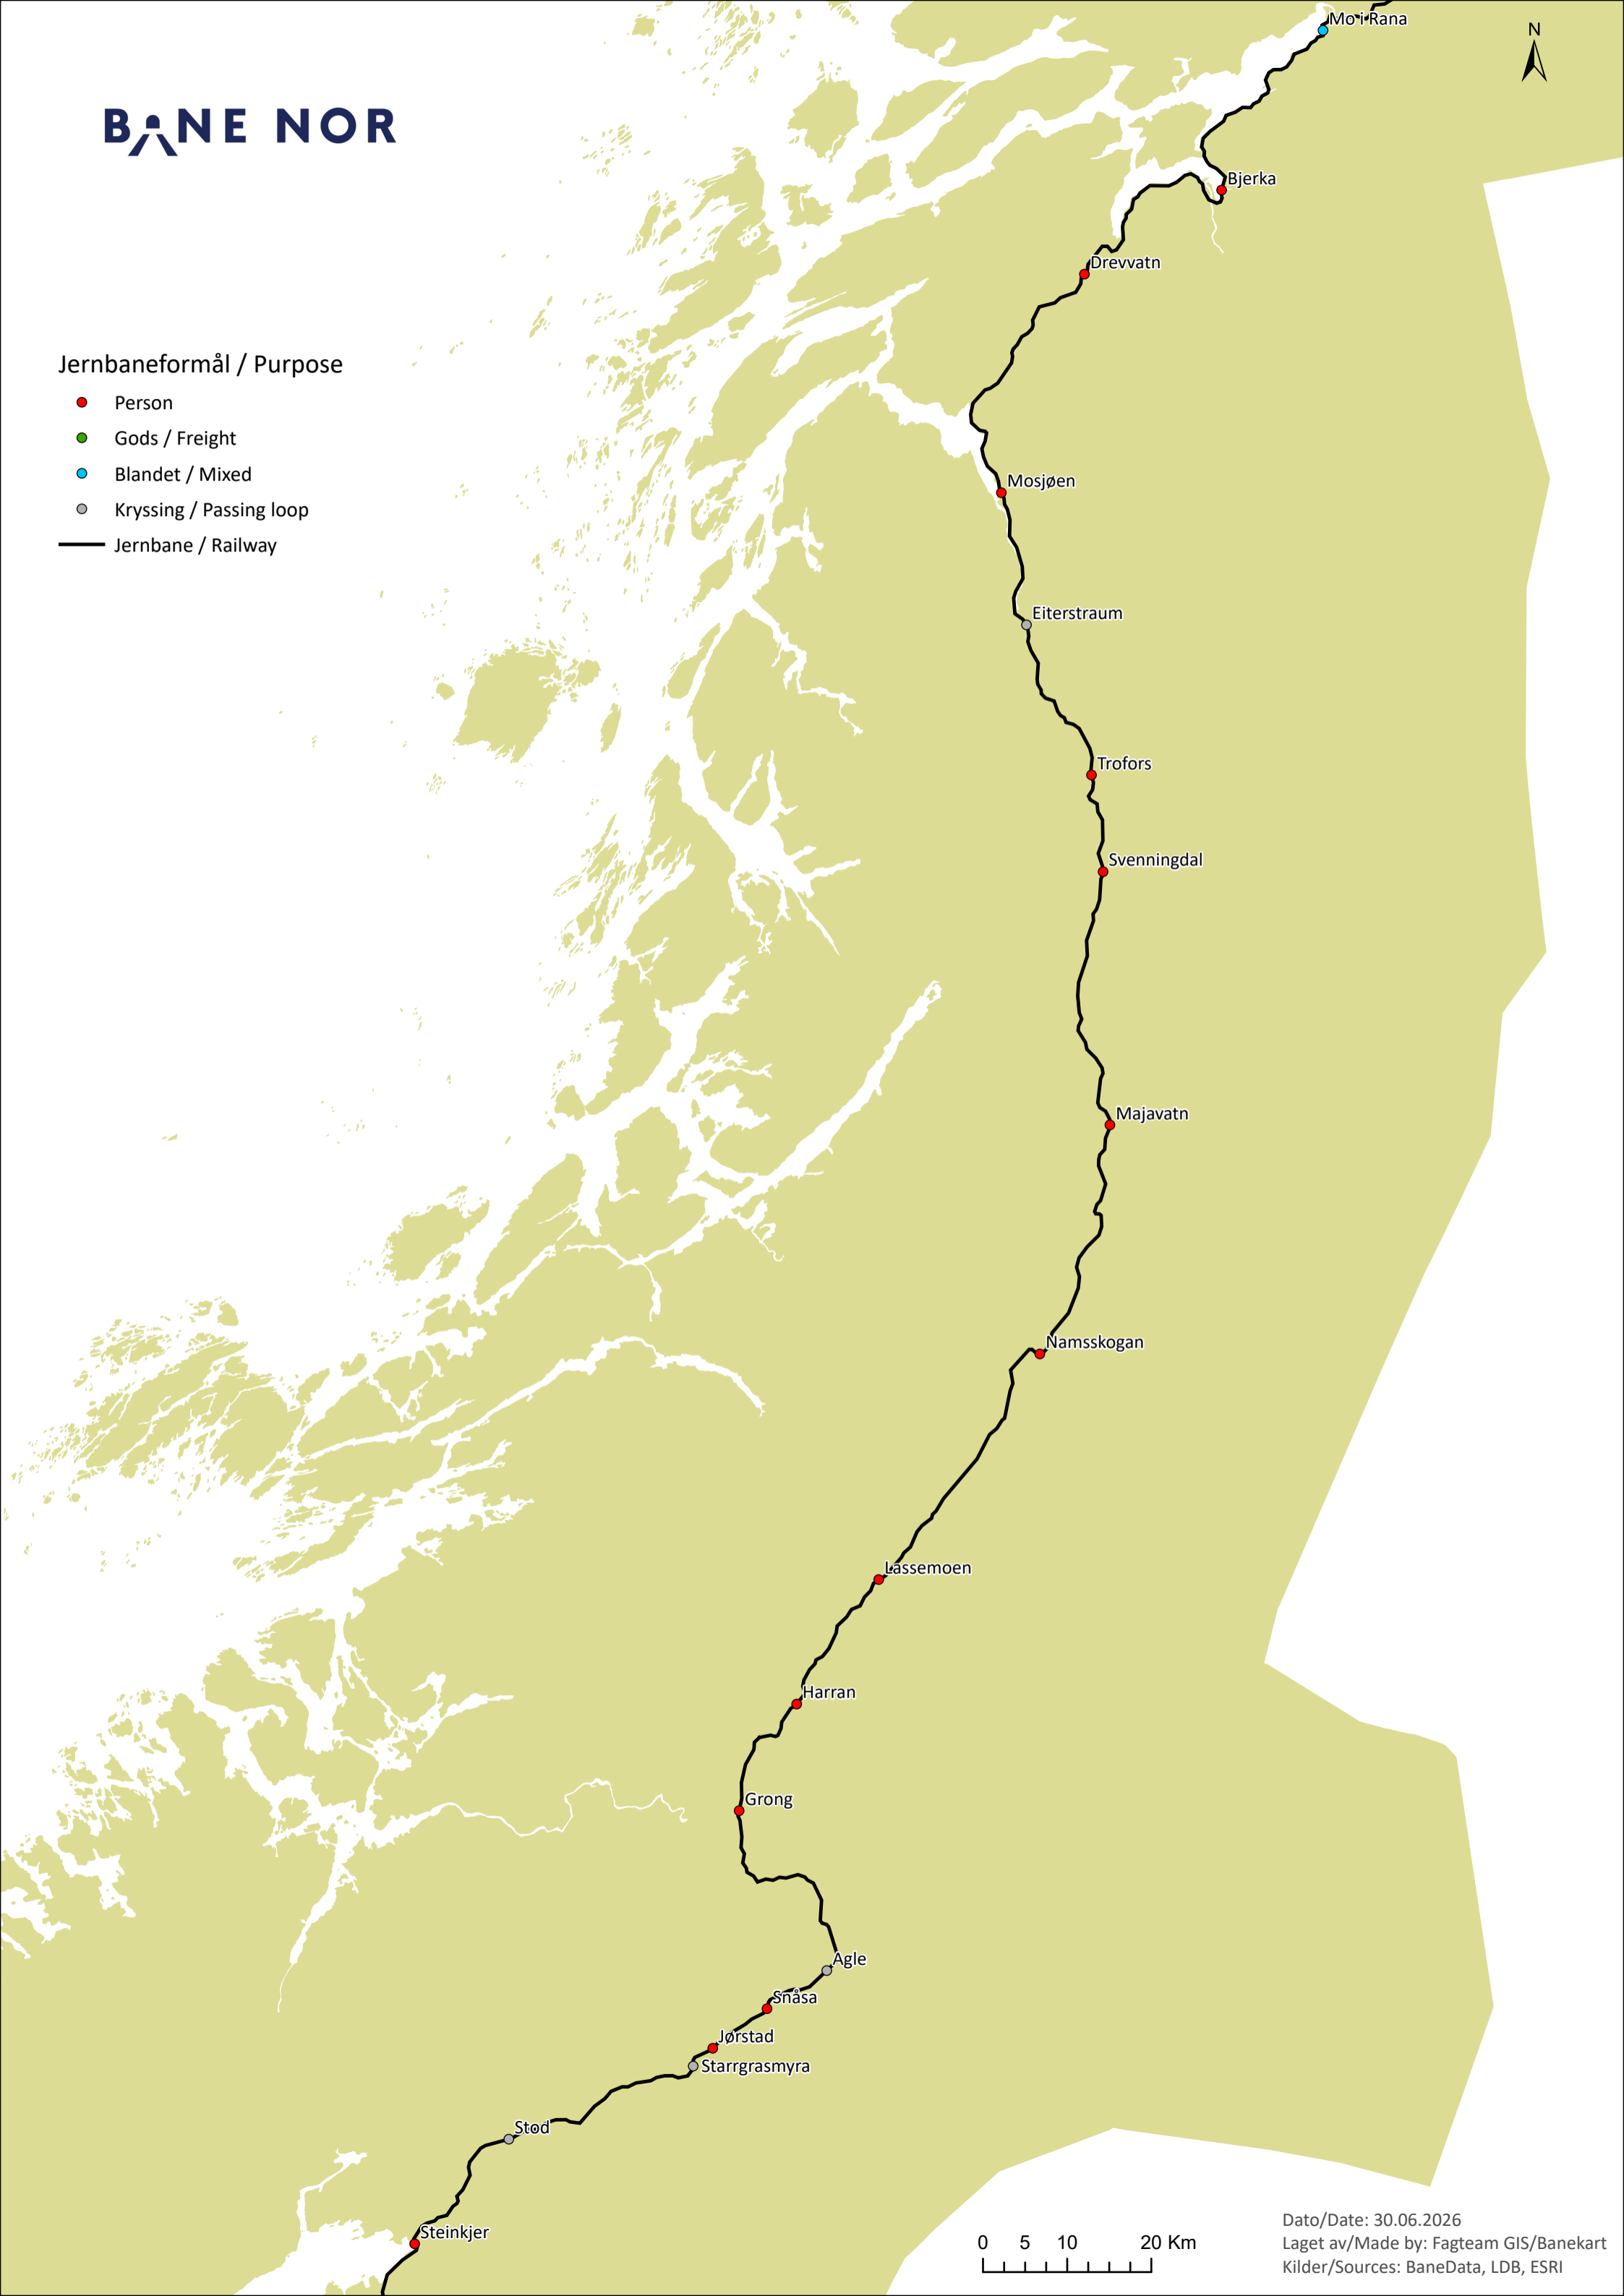 Mo i Rana
N
BANE NOR
Bjerka
Drevvatn
Jernbaneformål / Purpose
Person
Gods / Freight
Blandet / Mixed
Kryssing / Passing loop
Jernbane / Railway
Mosjøen
Eiterstraum
Trofors
Svenningdal
Majavatn
Namsskogan
Lassemoen
Harran
Grong
Agle
Snåsa
Jørstad
Starrgrasmyra
Stod
Steinkjer
0 5 10 20 Km
Dato/Date: 30.06.2026
Laget av/Made by: Fagteam GIS/Banekart
Kilder/Sources: BaneData, LDB, ESRI